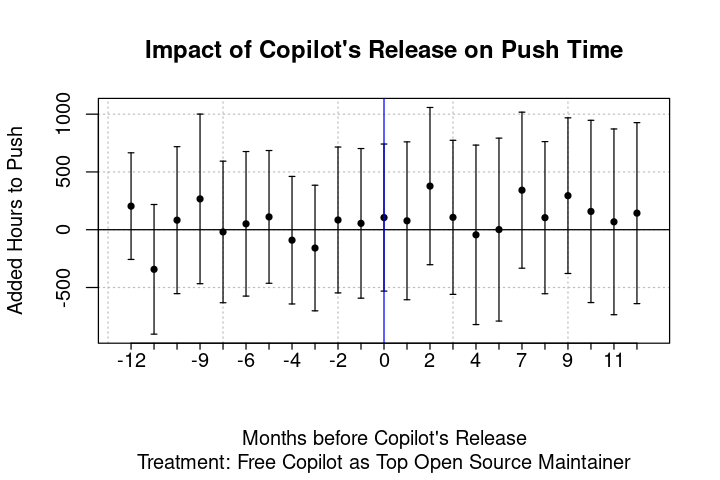 Impact of Copilot's Release on Push Time
Added Hours to Push
1000
500
0
-500
-12 -9 -6 -4 -2 0 2 4 7 9 11
Months before Copilot's Release
Treatment: Free Copilot as Top Open Source Maintainer